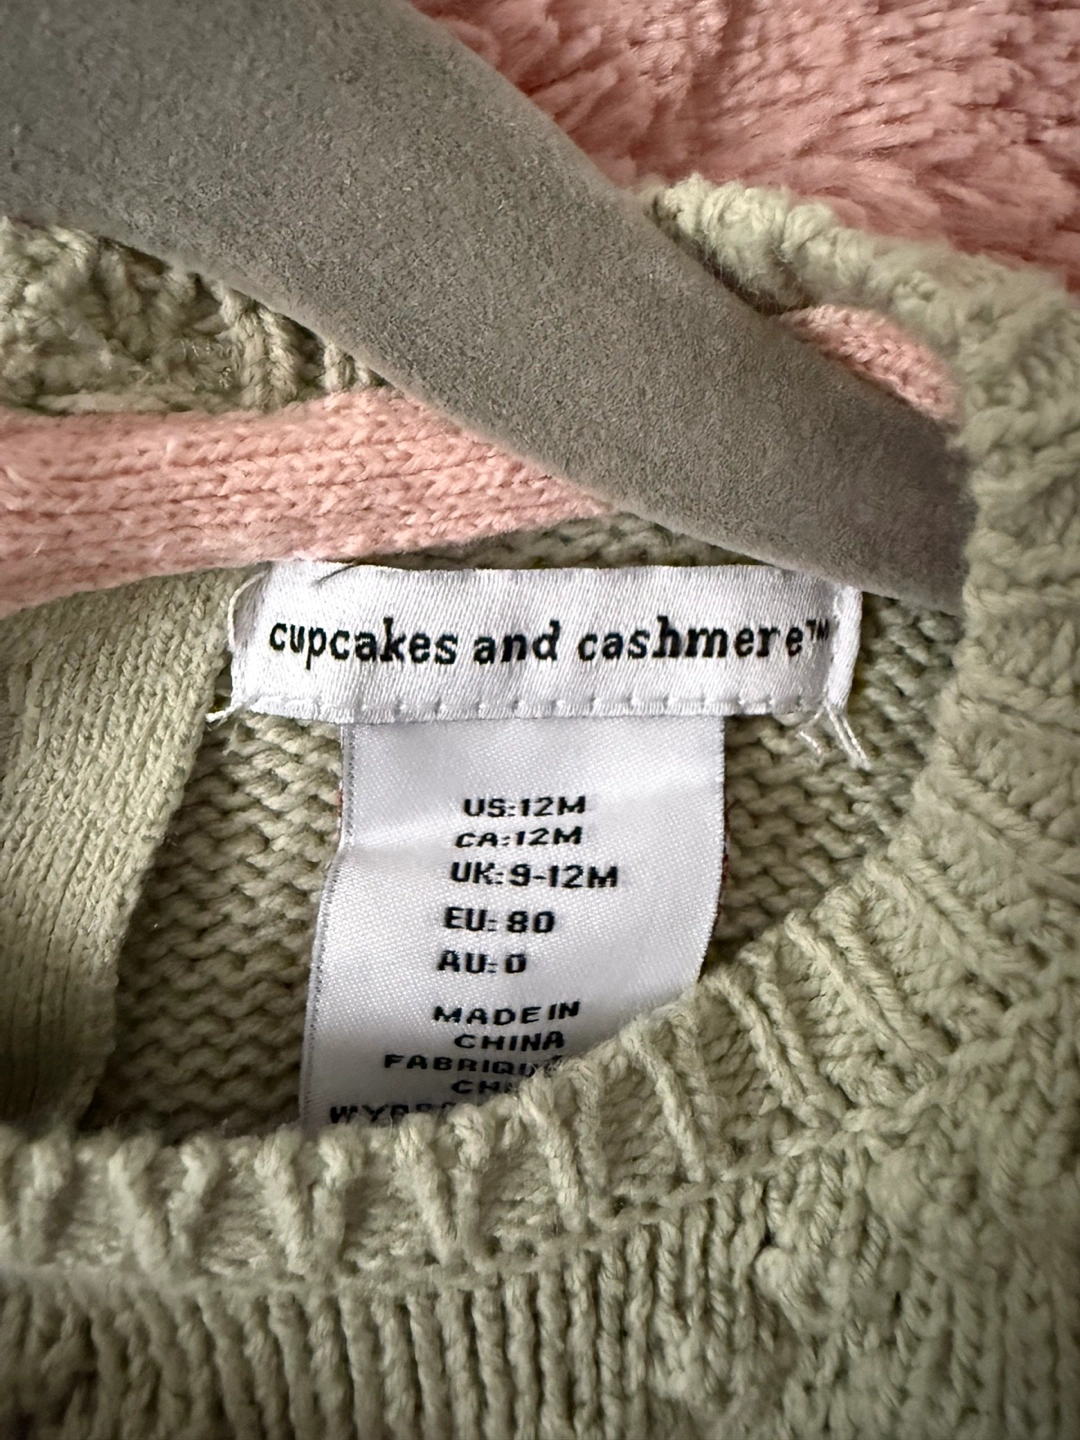 cupcakes and cashmere™
US:12M
CA:12M
UK:9-12M
EU: 80
AU: 0
MADE IN
CHINA